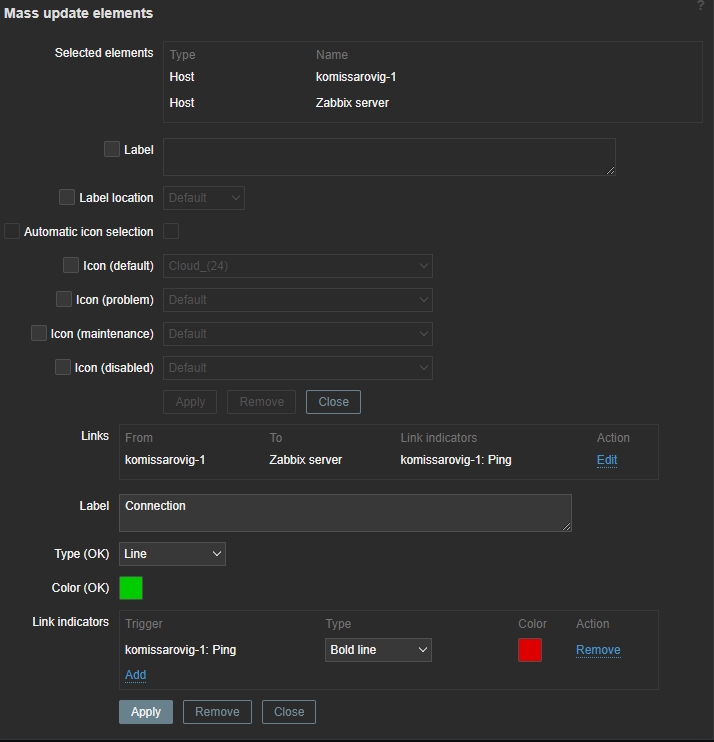 Mass update elements
?
Selected elements
Type Name
Host komissarovig-1
Host Zabbix server
Label
Label location Default
Automatic icon selection
Icon (default) Cloud_(24)
Icon (problem) Default
Icon (maintenance) Default
Icon (disabled) Default
Apply Remove Close
Links From To Link indicators Action
komissarovig-1 Zabbix server komissarovig-1: Ping Edit
Label Connection
Type (OK) Line
Color (OK)
Link indicators Trigger Type Color Action
komissarovig-1: Ping Bold line Remove
Add
Apply Remove Close